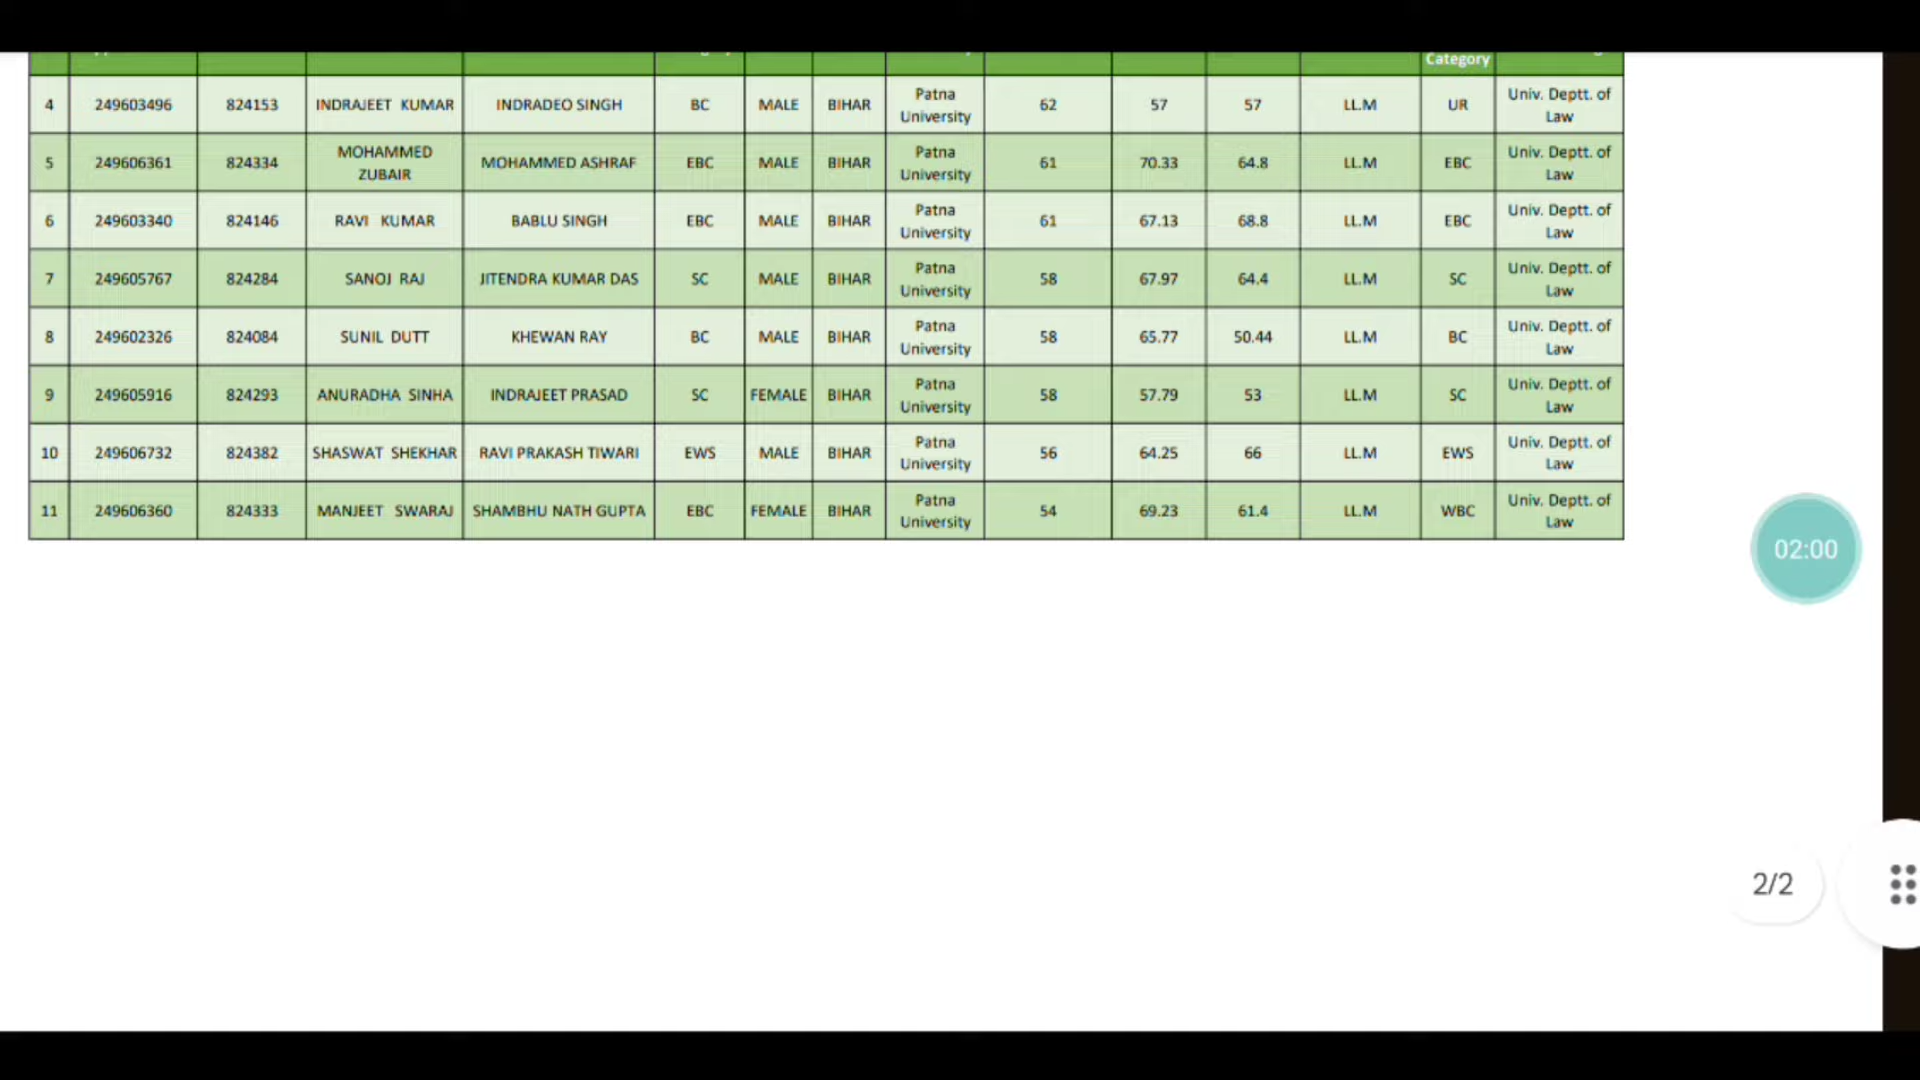 Category
4 249603496 824153 INDRAJEET KUMAR INDRADEO SINGH BC MALE BIHAR Patna University 62 57 57 LL.M UR Univ. Deptt. of Law
5 249606361 824334 MOHAMMED ZUBAIR MOHAMMED ASHRAF EBC MALE BIHAR Patna University 61 70.33 64.8 LL.M EBC Univ. Deptt. of Law
6 249603340 824146 RAVI KUMAR BABLU SINGH EBC MALE BIHAR Patna University 61 67.13 68.8 LL.M EBC Univ. Deptt. of Law
7 249605767 824284 SANOJ RAJ JITENDRA KUMAR DAS SC MALE BIHAR Patna University 58 67.97 64.4 LL.M SC Univ. Deptt. of Law
8 249602326 824084 SUNIL DUTT KHEWAN RAY BC MALE BIHAR Patna University 58 65.77 50.44 LL.M BC Univ. Deptt. of Law
9 249605916 824293 ANURADHA SINHA INDRAJEET PRASAD SC FEMALE BIHAR Patna University 58 57.79 53 LL.M SC Univ. Deptt. of Law
10 249606732 824382 SHASWAT SHEKHAR RAVI PRAKASH TIWARI EWS MALE BIHAR Patna University 56 64.25 66 LL.M EWS Univ. Deptt. of Law
11 249606360 824333 MANJEET SWARAJ SHAMBHU NATH GUPTA EBC FEMALE BIHAR Patna University 54 69.23 61.4 LL.M WBC Univ. Deptt. of Law
02:00
2/2